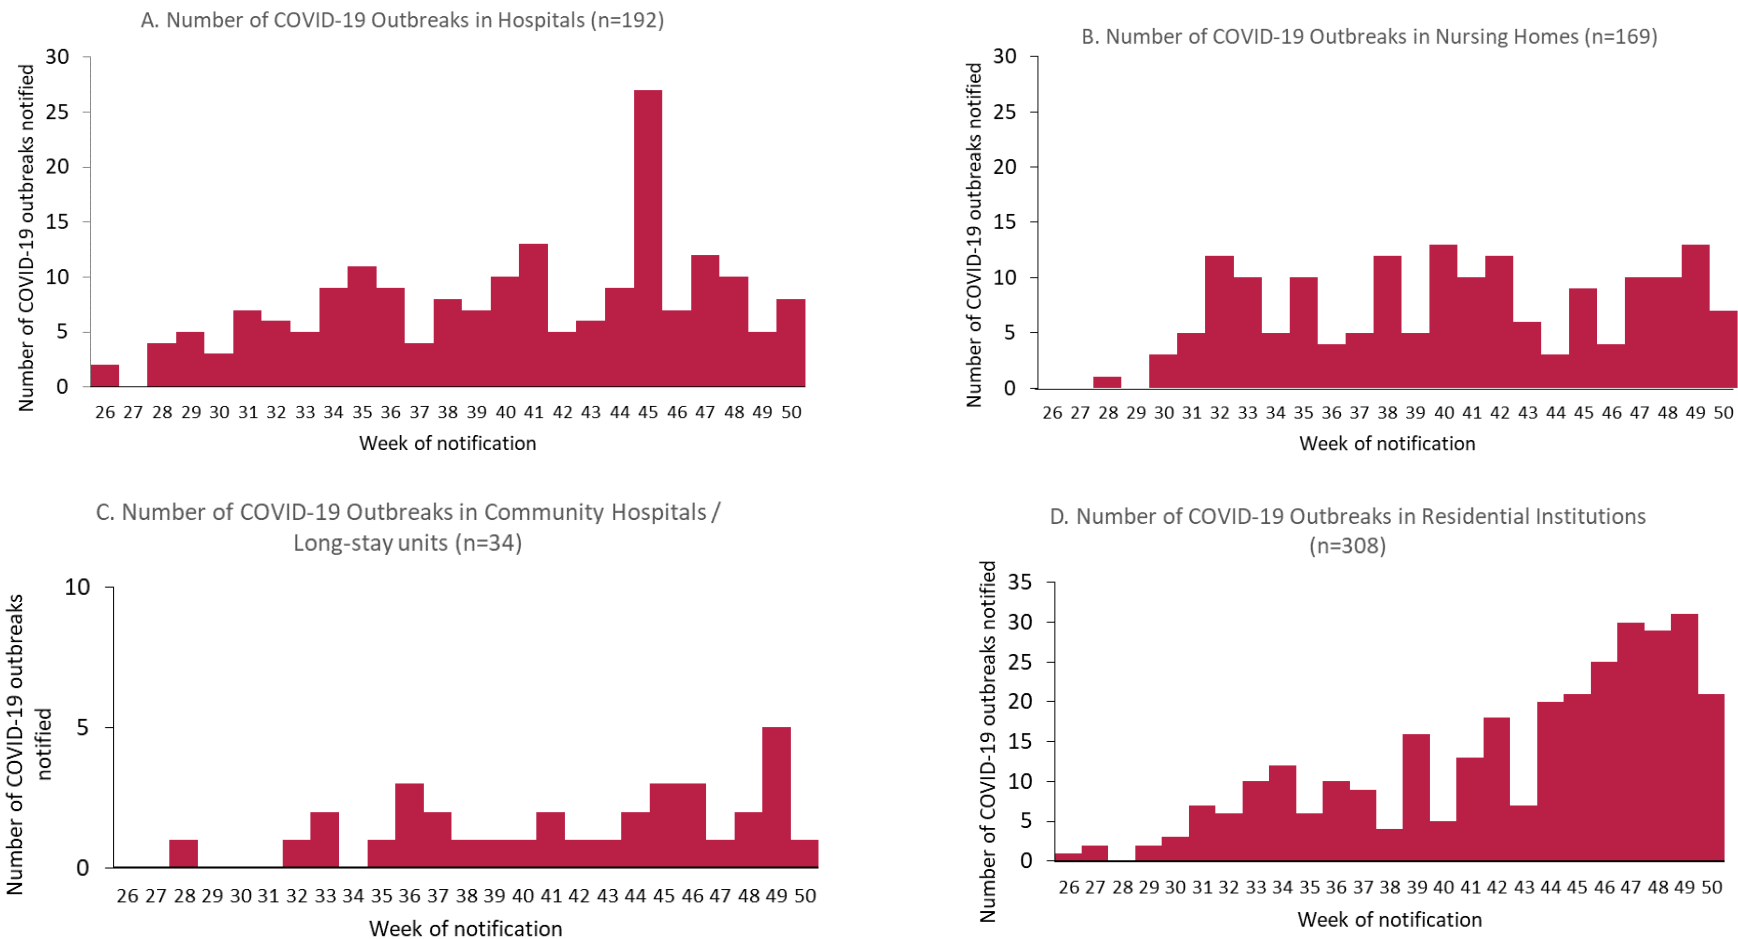 A. Number of COVID-19 Outbreaks in Hospitals (n=192)
Number of COVID-19 outbreaks notified
30
25
20
15
10
5
0
26 27 28 29 30 31 32 33 34 35 36 37 38 39 40 41 42 43 44 45 46 47 48 49 50
Week of notification
B. Number of COVID-19 Outbreaks in Nursing Homes (n=169)
Number of COVID-19 outbreaks notified
30
25
20
15
10
5
0
26 27 28 29 30 31 32 33 34 35 36 37 38 39 40 41 42 43 44 45 46 47 48 49 50
Week of notification
C. Number of COVID-19 Outbreaks in Community Hospitals /
Long-stay units (n=34)
Number of COVID-19 outbreaks
notified
10
5
0
26 27 28 29 30 31 32 33 34 35 36 37 38 39 40 41 42 43 44 45 46 47 48 49 50
Week of notification
D. Number of COVID-19 Outbreaks in Residential Institutions
(n=308)
Number of COVID-19 outbreaks notified
35
30
25
20
15
10
5
0
26 27 28 29 30 31 32 33 34 35 36 37 38 39 40 41 42 43 44 45 46 47 48 49 50
Week of notification